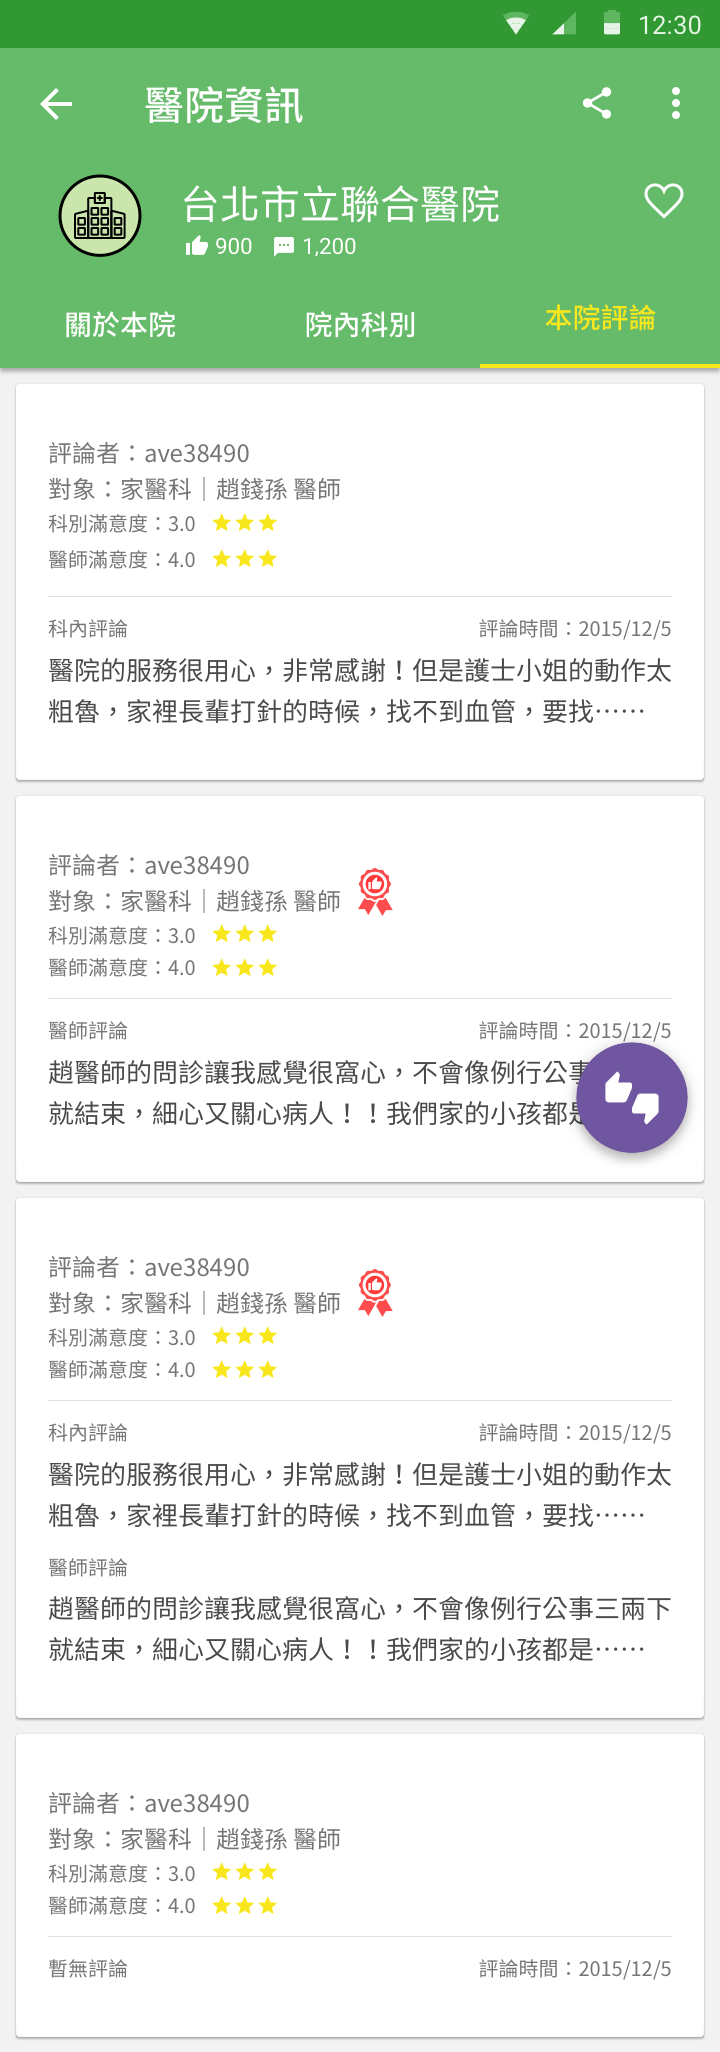 12:30
醫院資訊
台北市立聯合醫院
900 1,200
關於本院 院內科別 本院評論
評論者：ave38490
對象：家醫科｜趙錢孫 醫師
科別滿意度：3.0
醫師滿意度：4.0
科內評論 評論時間：2015/12/5
醫院的服務很用心，非常感謝！但是護士小姐的動作太
粗魯，家裡長輩打針的時候，找不到血管，要找⋯⋯
評論者：ave38490
對象：家醫科｜趙錢孫 醫師
科別滿意度：3.0
醫師滿意度：4.0
醫師評論 評論時間：2015/12/5
趙醫師的問診讓我感覺很窩心，不會像例行公事
就結束，細心又關心病人！！我們家的小孩都是
評論者：ave38490
對象：家醫科｜趙錢孫 醫師
科別滿意度：3.0
醫師滿意度：4.0
科內評論 評論時間：2015/12/5
醫院的服務很用心，非常感謝！但是護士小姐的動作太
粗魯，家裡長輩打針的時候，找不到血管，要找⋯⋯
醫師評論
趙醫師的問診讓我感覺很窩心，不會像例行公事三兩下
就結束，細心又關心病人！！我們家的小孩都是⋯⋯
評論者：ave38490
對象：家醫科｜趙錢孫 醫師
科別滿意度：3.0
醫師滿意度：4.0
暫無評論 評論時間：2015/12/5